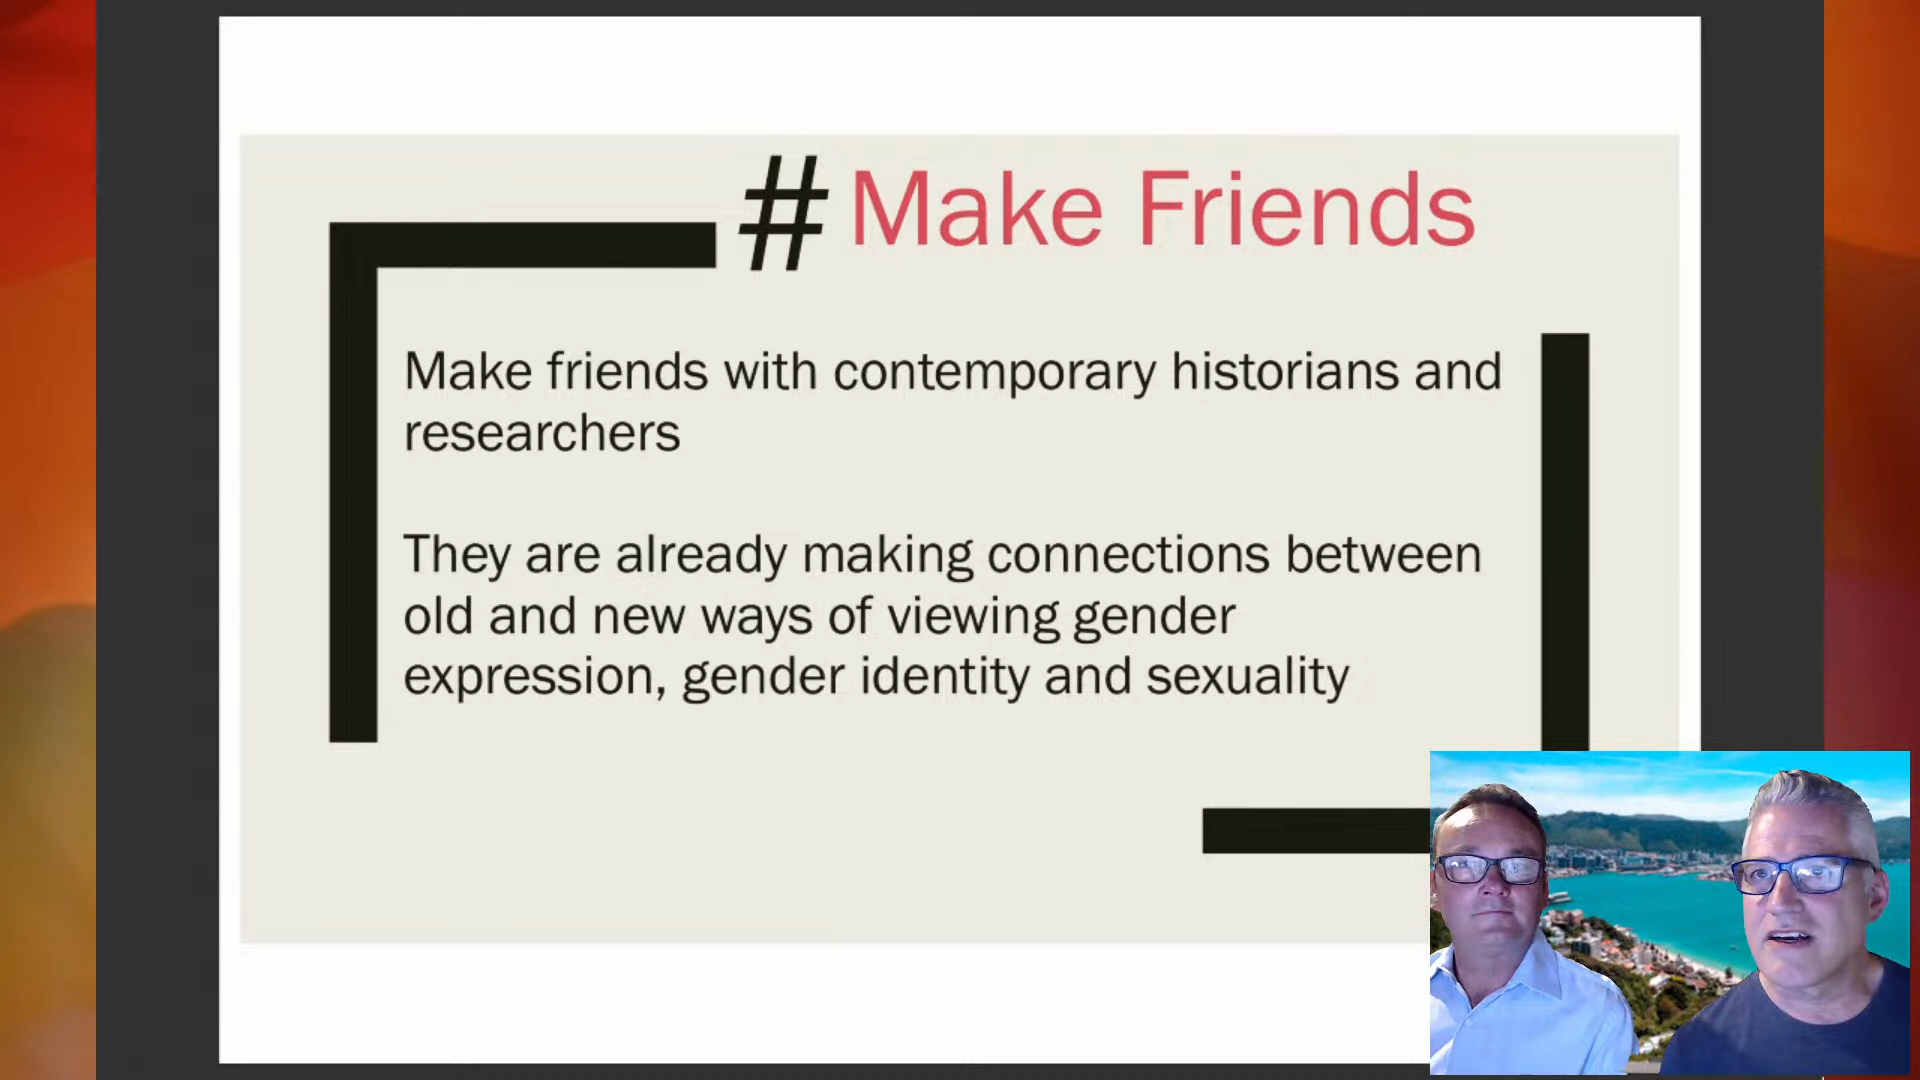 # Make Friends
Make friends with contemporary historians and
researchers
They are already making connections between
old and new ways of viewing gender
expression, gender identity and sexuality